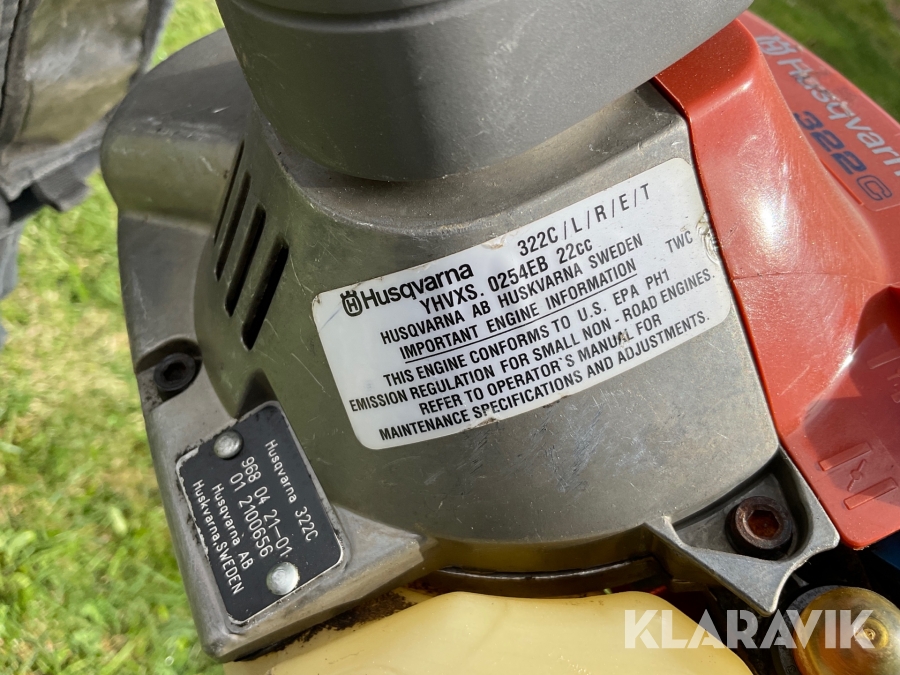 Husqvarna 322C/L/R/E/T
YHVXS. 0254EB 22cc
HUSQVARNA AB HUSKVARNA SWEDEN TWC
IMPORTANT ENGINE INFORMATION
THIS ENGINE CONFORMS TO U.S. EPA PH1
EMISSION REGULATION FOR SMALL NON - ROAD ENGINES.
REFER TO OPERATOR`S MANUAL FOR
MAINTENANCE SPECIFICATIONS AND ADJUSTMENTS.
Husqvarna 322C
968 04 21-01.
01 2100656
Husqvarna AB
Huskvarna,SWEDEN
Husqvarn
322C
KLARAVIK